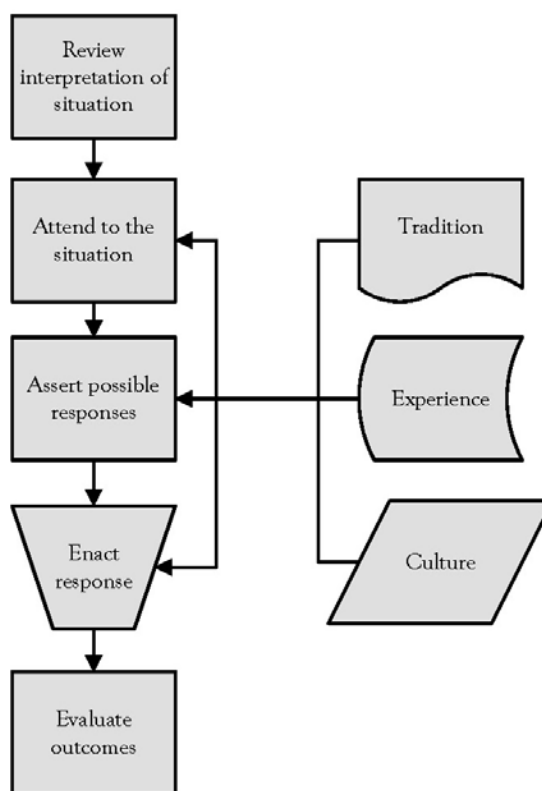 Review
interpretation of
situation
Attend to the
situation
Tradition
Assert possible
responses
Experience
Enact
response
Culture
Evaluate
outcomes